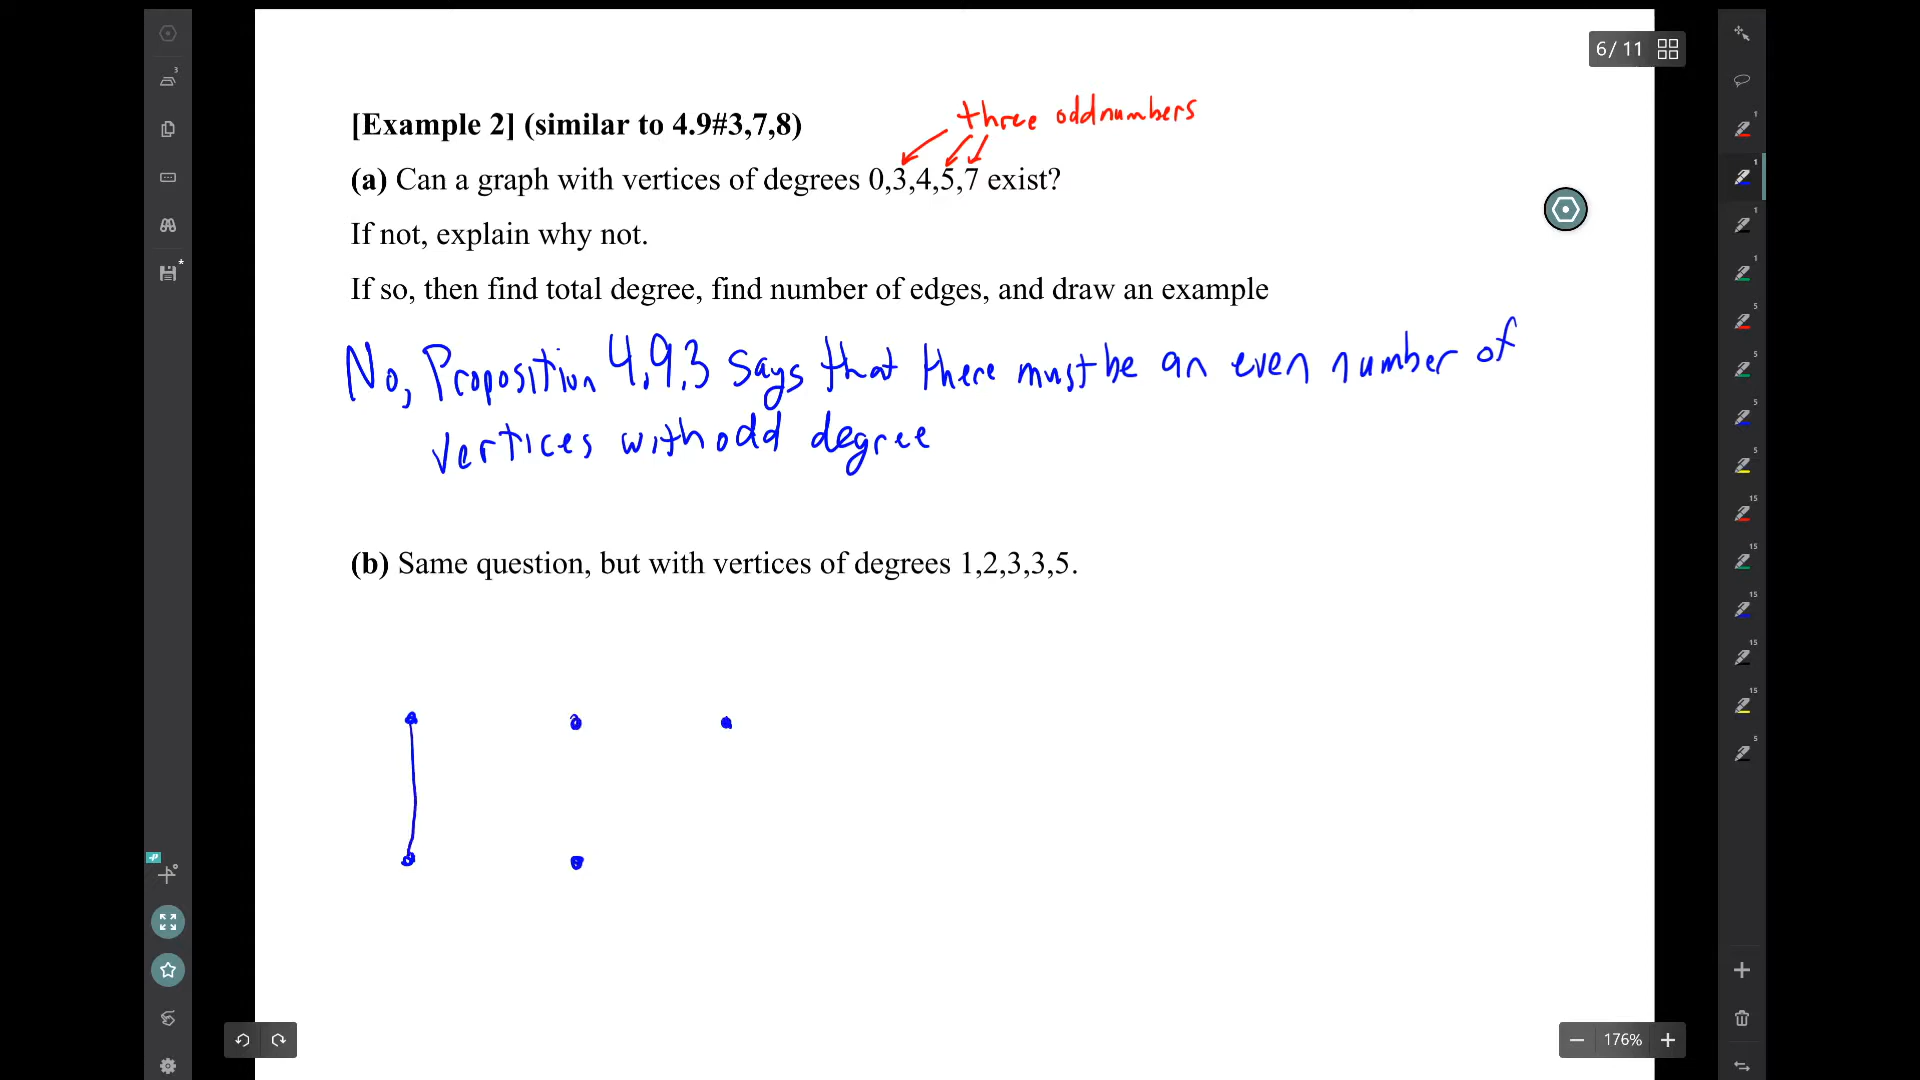 6/ 11
three odd numbers
[Example 2] (similar to 4.9#3,7,8)
(a) Can a graph with vertices of degrees 0,3,4,5,7 exist?
If not, explain why not.
If so, then find total degree, find number of edges, and draw an example
No, Proposition 4.9.3 says that there must be an even number of
vertices with odd degree
(b) Same question, but with vertices of degrees 1,2,3,3,5.
176%